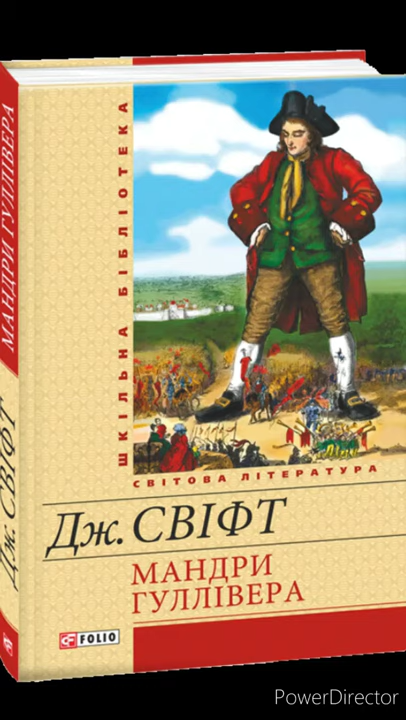 МАНДРИ ГУЛЛІВЕРА
Дж. СВІФТ
ШКІЛЬНА БІБЛІОТЕКА
СВІТОВА ЛІТЕРАТУРА
Дж. СВІФТ
МАНДРИ
ГУЛЛІВЕРА
FOLIO
PowerDirector